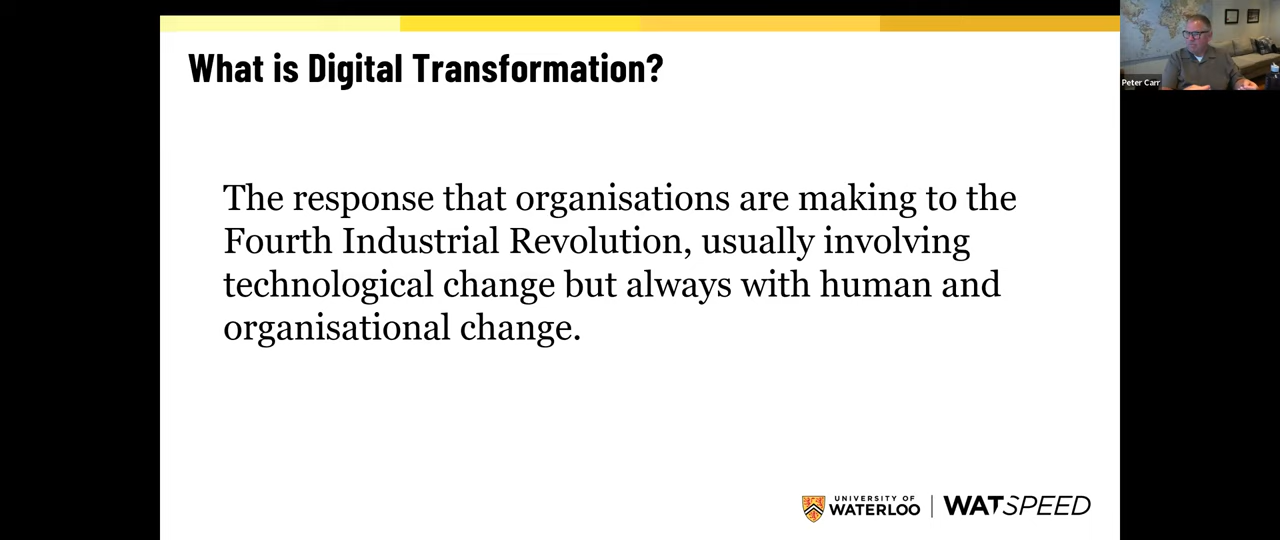 What is Digital Transformation?
Peter Carr
The response that organisations are making to the
Fourth Industrial Revolution, usually involving
technological change but always with human and
organisational change.
UNIVERSITY OF
WATERLOO
WATSPEED